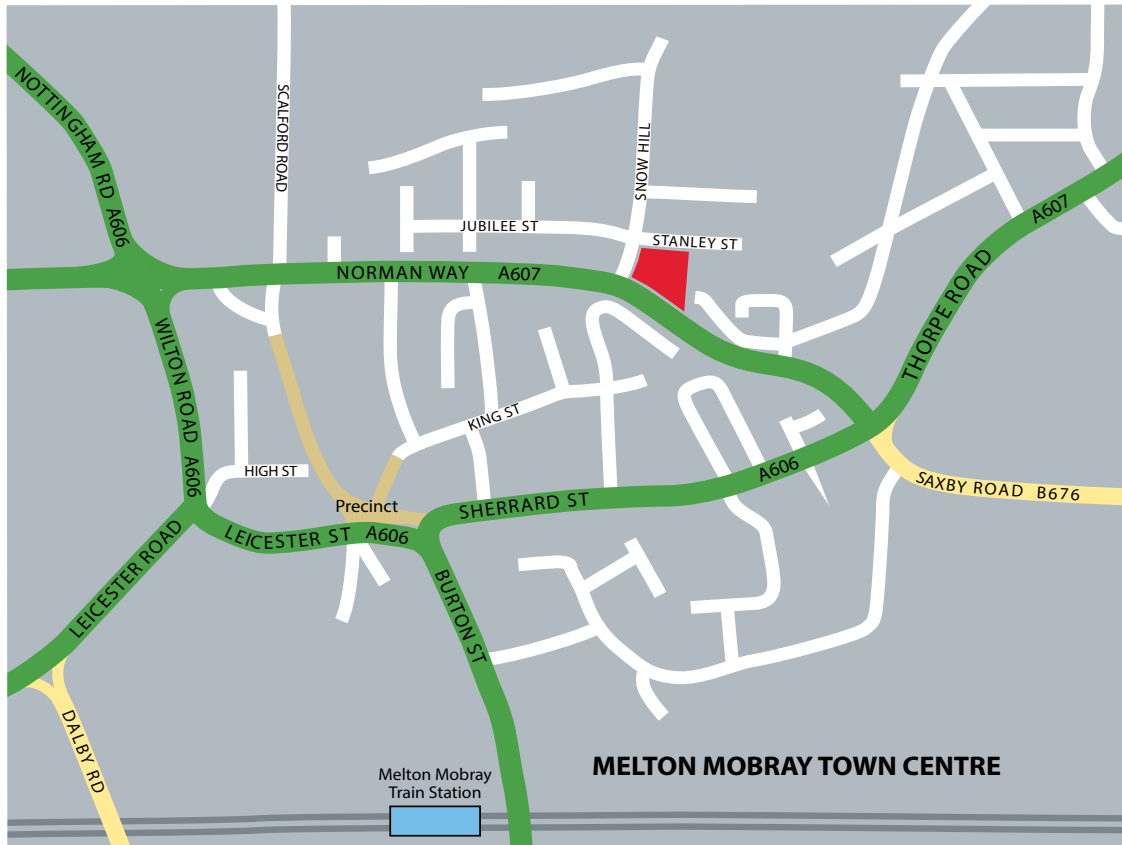 NOTTINGHAM RD A606
SCALFORD ROAD
SNOW HILL
JUBILEE ST
STANLEY ST
A607
NORMAN WAY A607
THORPE ROAD
WILTON ROAD A606
KING ST
HIGH ST
A606
SAXBY ROAD B676
Precinct
SHERRARD ST
LEICESTER ST A606
LEICESTER ROAD
BURTON ST
DALBY RD
MELTON MOBRAY TOWN CENTRE
Melton Mobray
Train Station